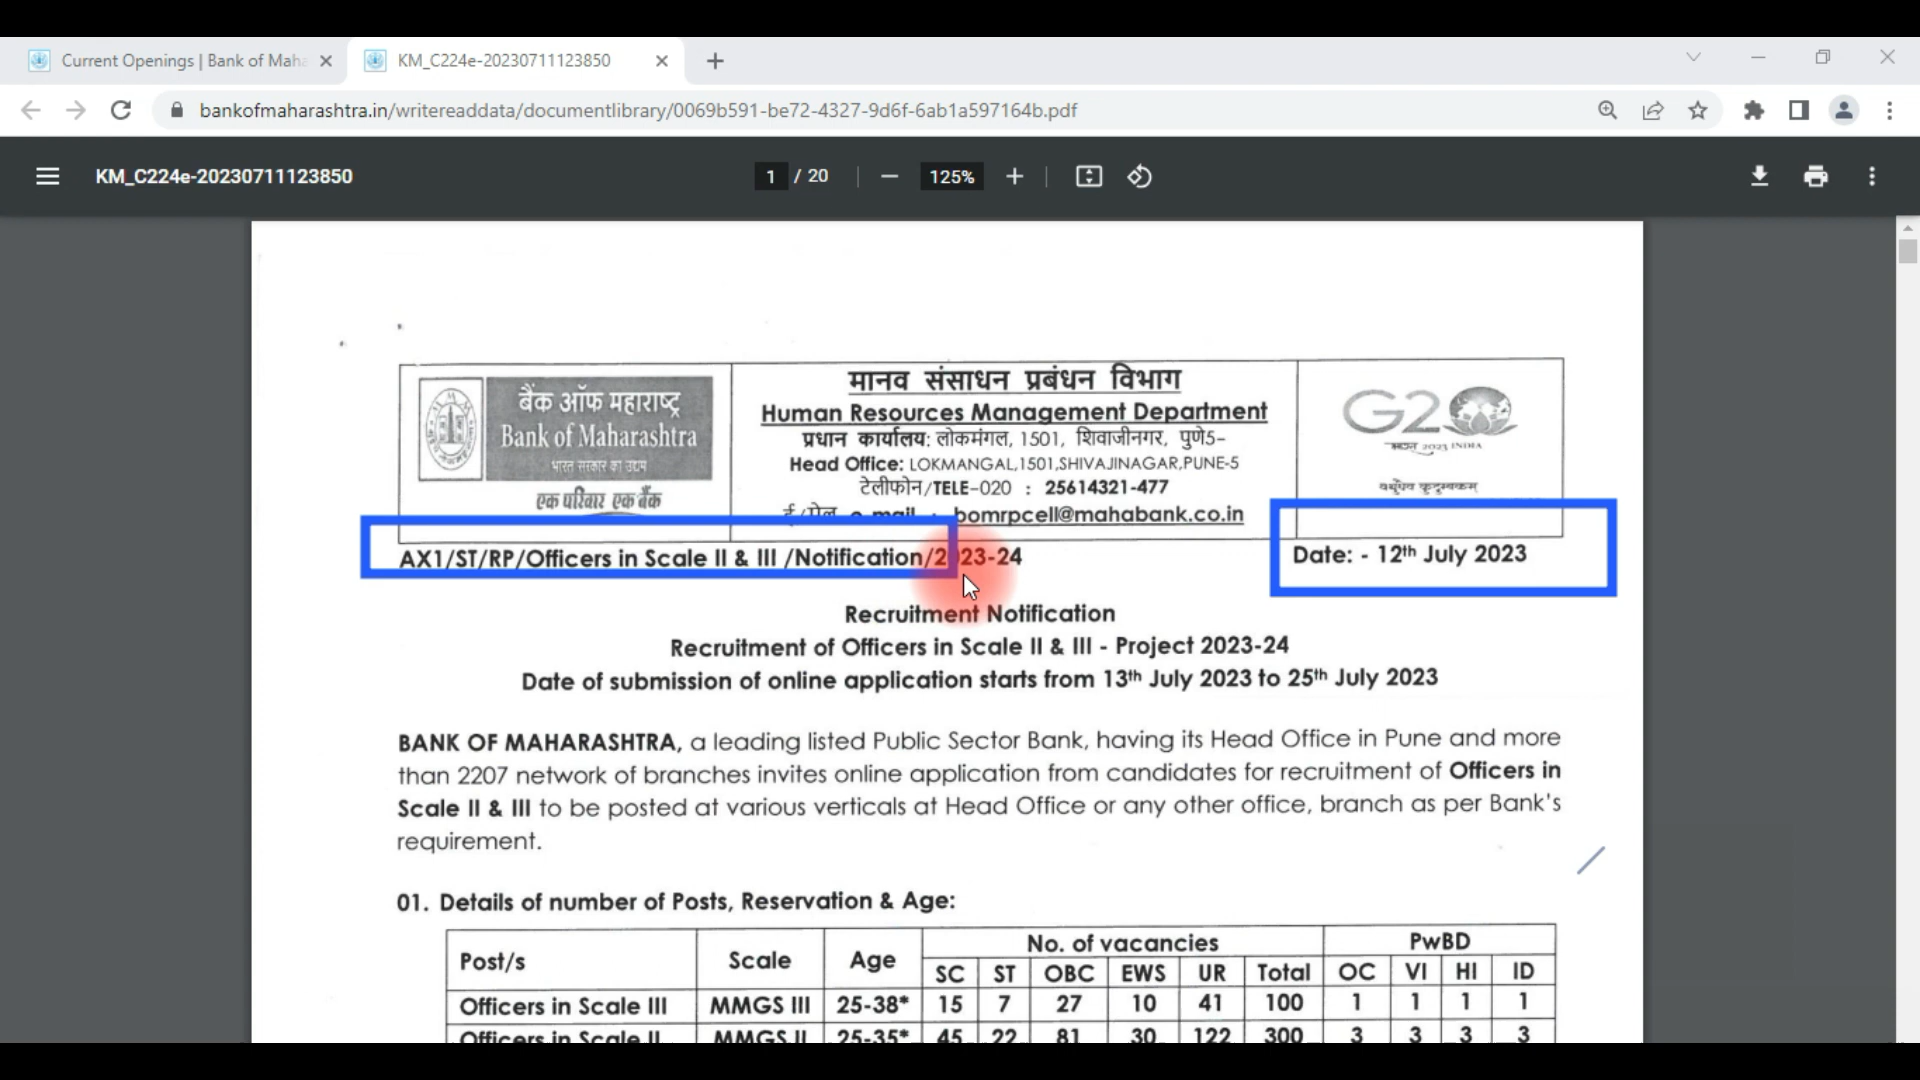 Current Openings | Bank of Maha
KM_C224e-20230711123850
bankofmaharashtra.in/writereaddata/documentlibrary/0069b591-be72-4327-9d6f-6ab1a597164b.pdf
KM_C224e-20230711123850
1 / 20
125%
बैंक ऑफ महाराष्ट्र
Bank of Maharashtra
भारत सरकार का उद्यम
एक परिवार एक बैंक
मानव संसाधन प्रबंधन विभाग
Human Resources Management Department
प्रधान कार्यालय: लोकमंगल, 1501, शिवाजीनगर, पुणे5-
Head Office: LOKMANGAL,1501,SHIVAJINAGAR,PUNE-5
टेलीफोन/TELE-020 : 25614321-477
e-mail : bomrpcell@mahabank.co.in
G20
भारत 2023 INDIA
वसुधैव कुटुम्बकम्
AX1/ST/RP/Officers in Scale II & III /Notification/2023-24
Date: - 12th July 2023
Recruitment Notification
Recruitment of Officers in Scale II & III - Project 2023-24
Date of submission of online application starts from 13th July 2023 to 25th July 2023
BANK OF MAHARASHTRA, a leading listed Public Sector Bank, having its Head Office in Pune and more
than 2207 network of branches invites online application from candidates for recruitment of Officers in
Scale II & III to be posted at various verticals at Head Office or any other office, branch as per Bank's
requirement.
01. Details of number of Posts, Reservation & Age:
Post/s Scale Age No. of vacancies PwBD
SC ST OBC EWS UR Total OC VI HI ID
Officers in Scale III MMGS III 25-38* 15 7 27 10 41 100 1 1 1 1
Officers in Scale II MMGS II 25-35* 45 22 81 30 122 300 3 3 3 3